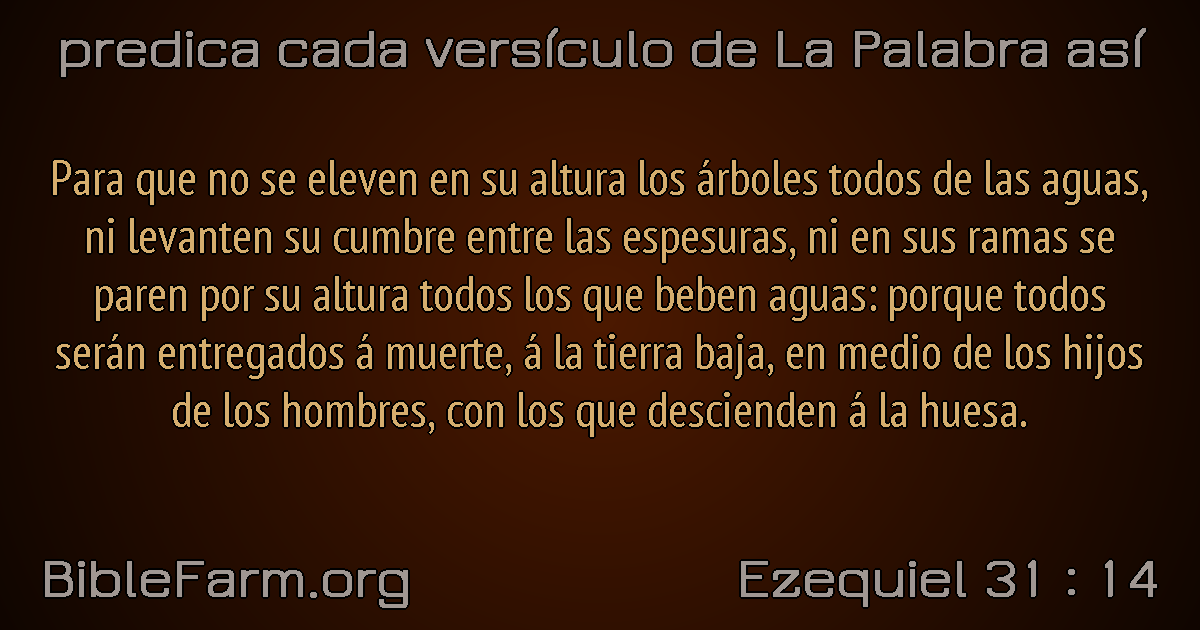 predica cada versículo de La Palabra así
Para que no se eleven en su altura los árboles todos de las aguas,
ni levanten su cumbre entre las espesuras, ni en sus ramas se
paren por su altura todos los que beben aguas: porque todos
serán entregados á muerte, á la tierra baja, en medio de los hijos
de los hombres, con los que descienden á la huesa.
BibleFarm.org
Ezequiel 31 : 14